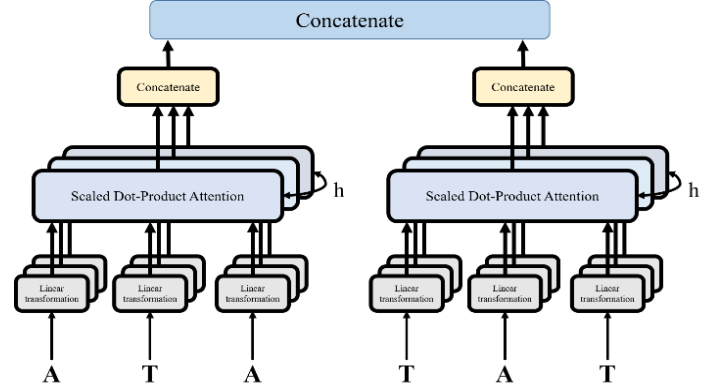 Concatenate
Concatenate
Concatenate
Scaled Dot-Product Attention
h
Scaled Dot-Product Attention
h
Linear
transformation
Linear
transformation
Linear
transformation
Linear
transformation
Linear
transformation
Linear
transformation
A
T
A
T
A
T